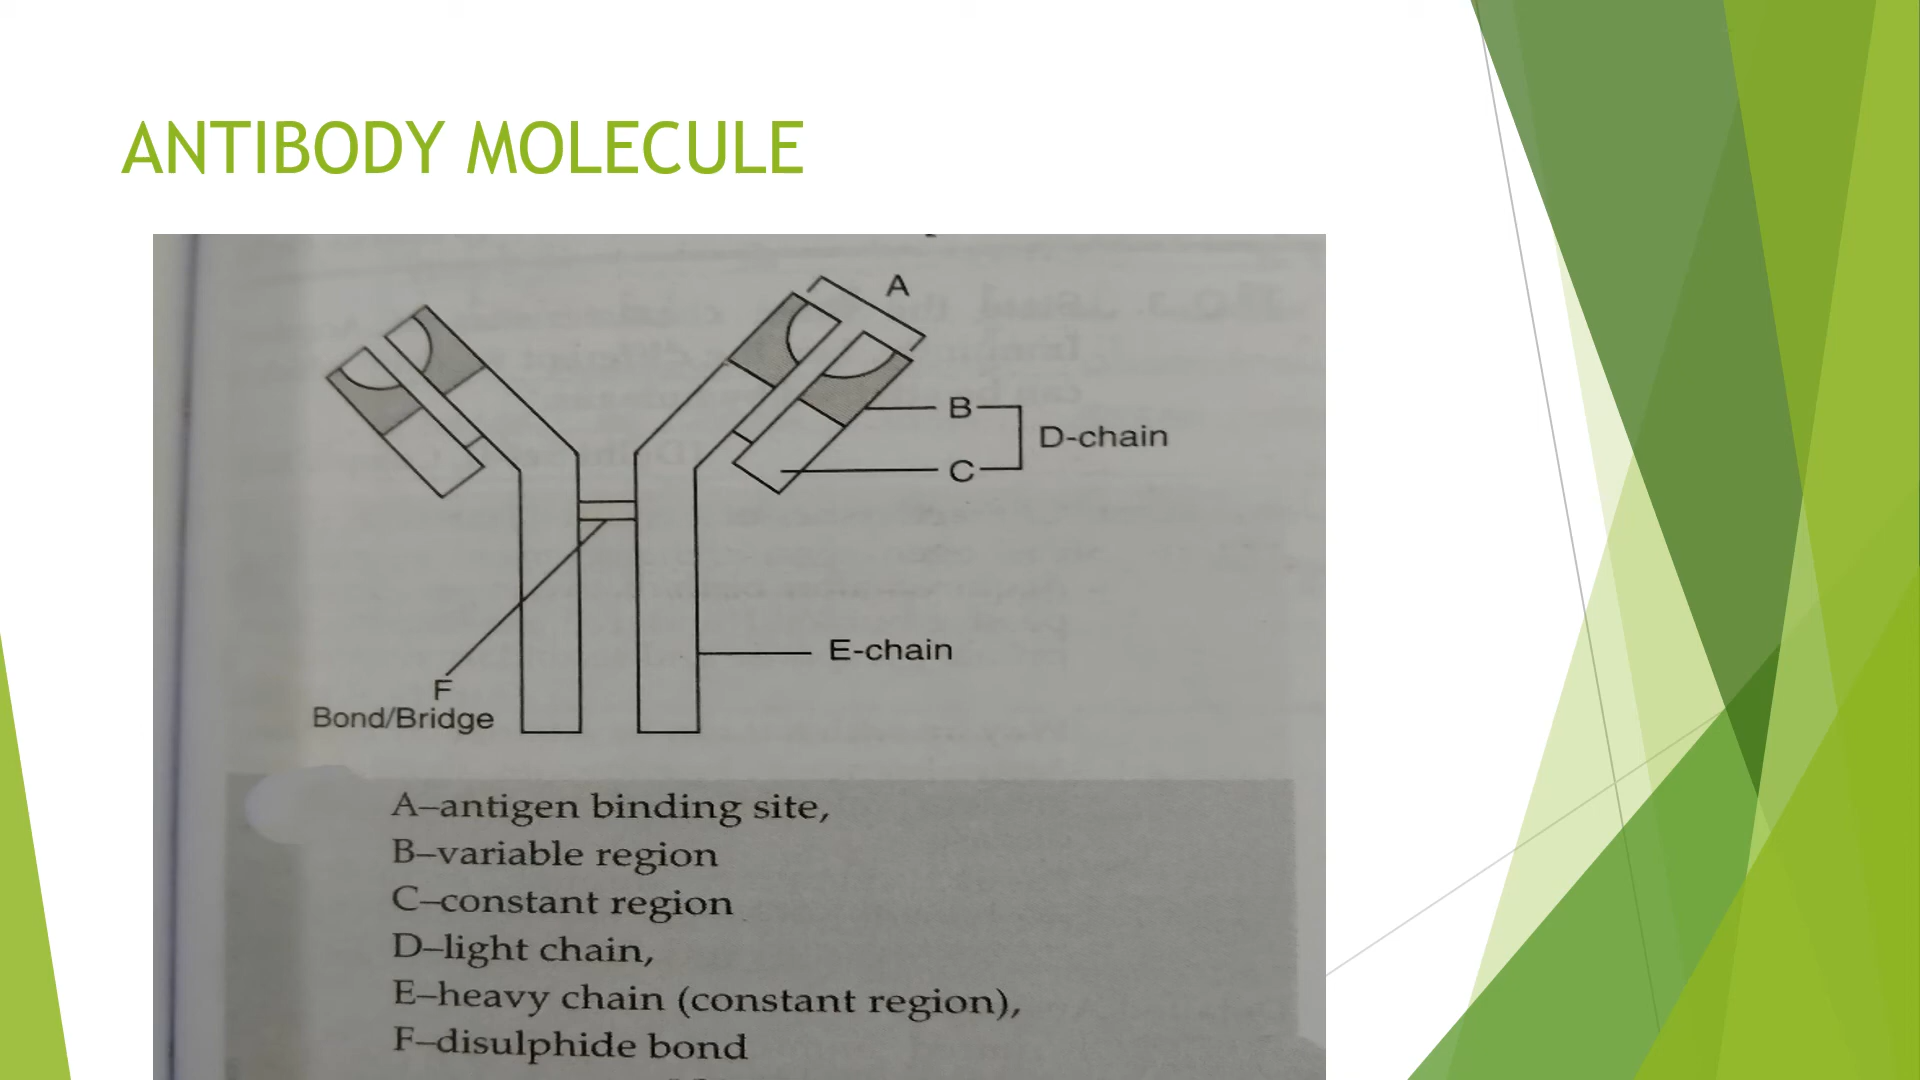 ANTIBODY MOLECULE
A
B
D-chain
C
E-chain
F
Bond/Bridge
A–antigen binding site,
B–variable region
C–constant region
D–light chain,
E–heavy chain (constant region),
F–disulphide bond